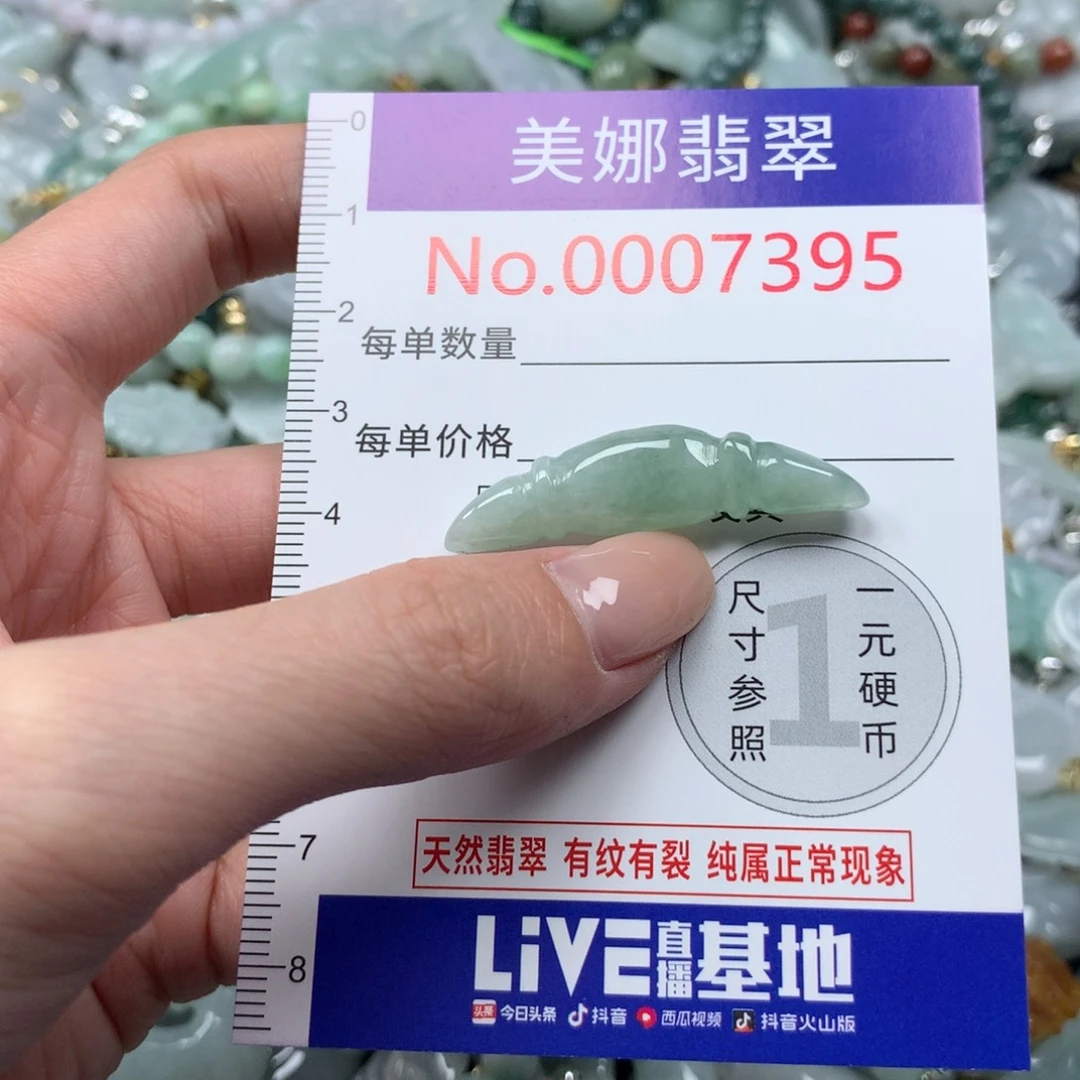 美娜翡翠
No.0007395
0
1
2
3
4
7
8
每单数量
每单价格
尺寸参照
一元硬币
1
天然翡翠 有纹有裂 纯属正常现象
LiVE直播基地
头条 今日头条 抖音 西瓜视频 抖音火山版